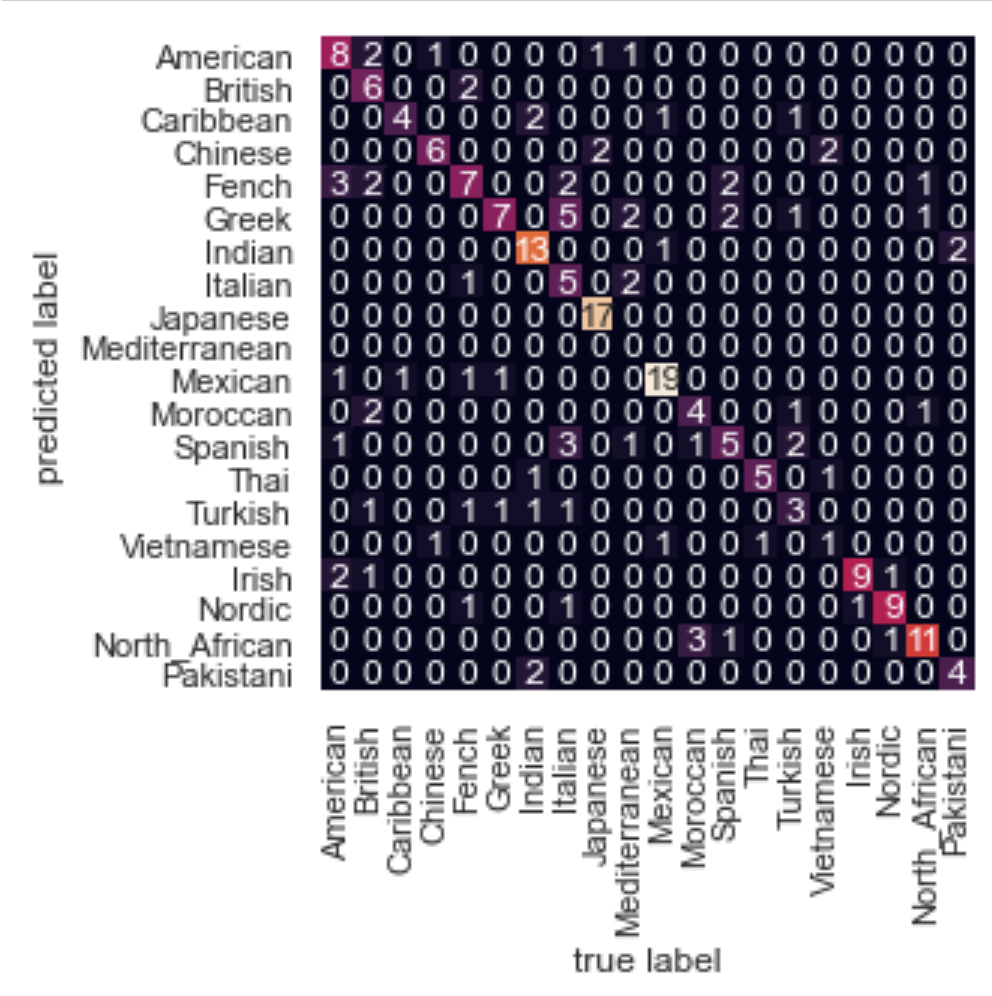 predicted label
American 8 2 0 1 0 0 0 0 1 1 0 0 0 0 0 0 0 0 0 0
British 0 6 0 0 2 0 0 0 0 0 0 0 0 0 0 0 0 0 0 0
Caribbean 0 0 4 0 0 0 2 0 0 0 1 0 0 0 1 0 0 0 0 0
Chinese 0 0 0 6 0 0 0 0 2 0 0 0 0 0 0 2 0 0 0 0
Fench 3 2 0 0 7 0 0 2 0 0 0 0 2 0 0 0 0 0 1 0
Greek 0 0 0 0 0 7 0 5 0 2 0 0 2 0 1 0 0 0 1 0
Indian 0 0 0 0 0 0 13 0 0 0 1 0 0 0 0 0 0 0 0 2
Italian 0 0 0 0 1 0 0 5 0 2 0 0 0 0 0 0 0 0 0 0
Japanese 0 0 0 0 0 0 0 0 17 0 0 0 0 0 0 0 0 0 0 0
Mediterranean 0 0 0 0 0 0 0 0 0 0 0 0 0 0 0 0 0 0 0 0
Mexican 1 0 1 0 1 1 0 0 0 0 19 0 0 0 0 0 0 0 0 0
Moroccan 0 2 0 0 0 0 0 0 0 0 0 4 0 0 1 0 0 0 1 0
Spanish 1 0 0 0 0 0 0 3 0 1 0 1 5 0 2 0 0 0 0 0
Thai 0 0 0 0 0 0 1 0 0 0 0 0 0 5 0 1 0 0 0 0
Turkish 0 1 0 0 1 1 1 1 0 0 0 0 0 0 3 0 0 0 0 0
Vietnamese 0 0 0 1 0 0 0 0 0 0 1 0 0 1 0 1 0 0 0 0
Irish 2 1 0 0 0 0 0 0 0 0 0 0 0 0 0 0 9 1 0 0
Nordic 0 0 0 0 1 0 0 1 0 0 0 0 0 0 0 0 1 9 0 0
North_African 0 0 0 0 0 0 0 0 0 0 0 3 1 0 0 0 0 1 11 0
Pakistani 0 0 0 0 0 0 2 0 0 0 0 0 0 0 0 0 0 0 0 4
American
British
Caribbean
Chinese
Fench
Greek
Indian
Italian
Japanese
Mediterranean
Mexican
Moroccan
Spanish
Thai
Turkish
Vietnamese
Irish
Nordic
North_African
Pakistani
true label